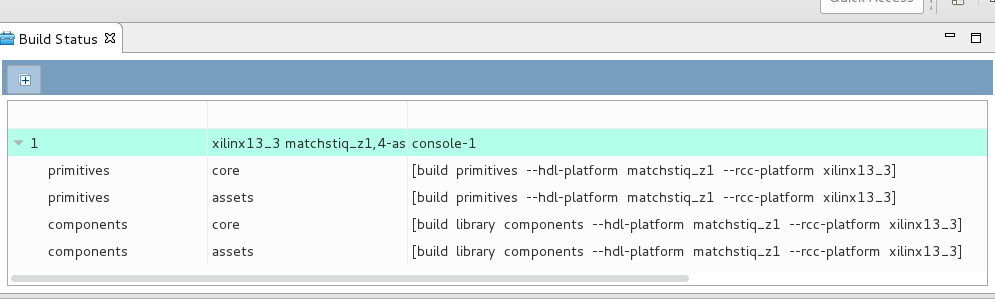 Quick Access
Build Status
1 xilinx13_3 matchstiq_z1,4-as console-1
primitives core [build primitives --hdl-platform matchstiq_z1 --rcc-platform xilinx13_3]
primitives assets [build primitives --hdl-platform matchstiq_z1 --rcc-platform xilinx13_3]
components core [build library components --hdl-platform matchstiq_z1 --rcc-platform xilinx13_3]
components assets [build library components --hdl-platform matchstiq_z1 --rcc-platform xilinx13_3]